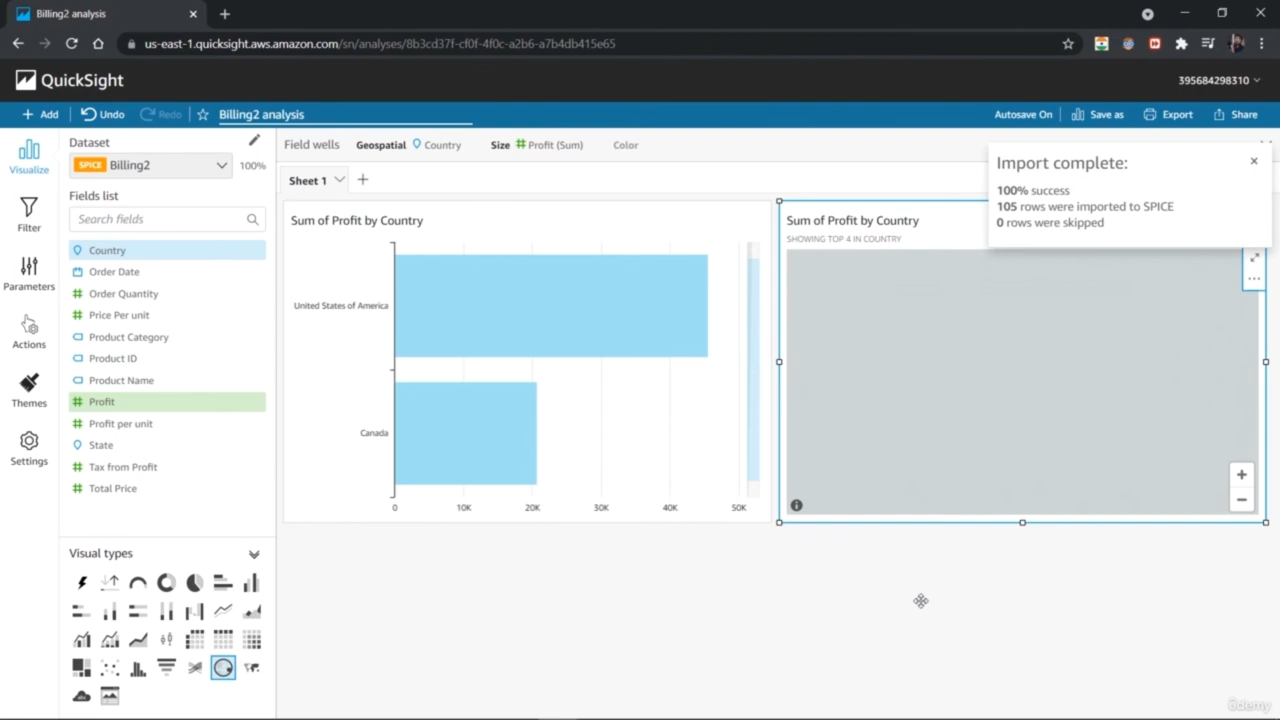 Billing2 analysis
us-east-1.quicksight.aws.amazon.com/sn/analyses/8b3cd37f-cf0f-4f0c-a2b6-a7b4db415e65
QuickSight
395684298310
Add
Undo
Redo
Billing2 analysis
Autosave On
Save as
Export
Share
Visualize
Filter
Parameters
Actions
Themes
Settings
Dataset
SPICE Billing2
100%
Fields list
Search fields
Country
Order Date
Order Quantity
Price Per unit
Product Category
Product ID
Product Name
Profit
Profit per unit
State
Tax from Profit
Total Price
Visual types
Field wells
Geospatial Country
Size Profit (Sum)
Color
Sheet 1
Import complete:
100% success
105 rows were imported to SPICE
0 rows were skipped
Sum of Profit by Country
United States of America
Canada
0 10K 20K 30K 40K 50K
Sum of Profit by Country
SHOWING TOP 4 IN COUNTRY
ûdemy